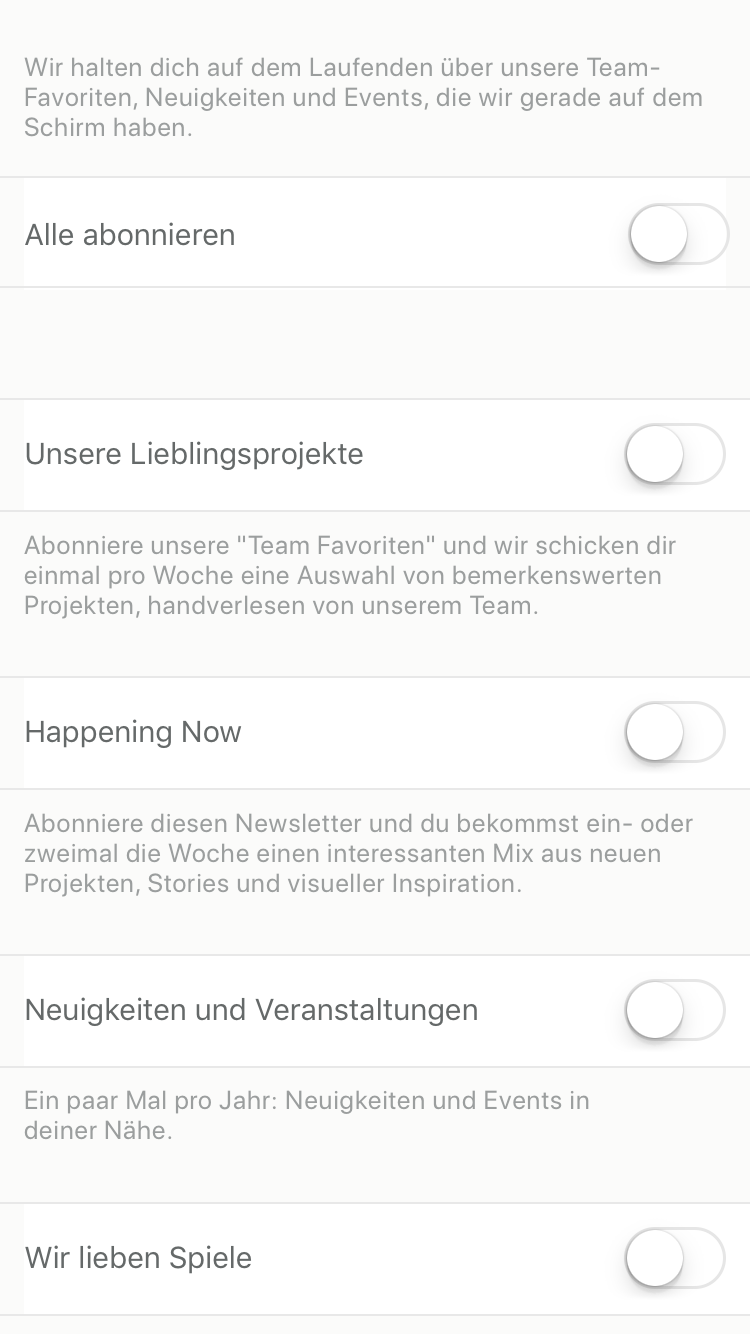 Wir halten dich auf dem Laufenden über unsere Team-
Favoriten, Neuigkeiten und Events, die wir gerade auf dem
Schirm haben.
Alle abonnieren
Unsere Lieblingsprojekte
Abonniere unsere "Team Favoriten" und wir schicken dir
einmal pro Woche eine Auswahl von bemerkenswerten
Projekten, handverlesen von unserem Team.
Happening Now
Abonniere diesen Newsletter und du bekommst ein- oder
zweimal die Woche einen interessanten Mix aus neuen
Projekten, Stories und visueller Inspiration.
Neuigkeiten und Veranstaltungen
Ein paar Mal pro Jahr: Neuigkeiten und Events in
deiner Nähe.
Wir lieben Spiele